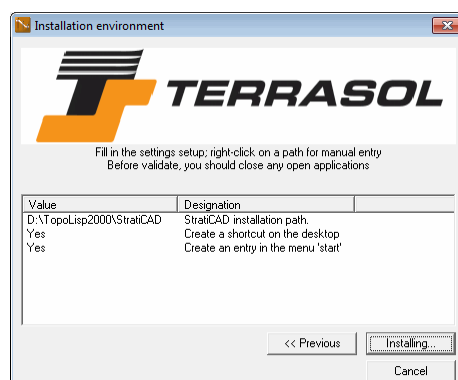 Installation environment
TERRASOL
Fill in the settings setup; right-click on a path for manual entry
Before validate, you should close any open applications
Value Designation
D:\TopoLisp2000\StratiCAD StratiCAD installation path.
Yes Create a shortcut on the desktop
Yes Create an entry in the menu 'start'
<< Previous Installing...
Cancel